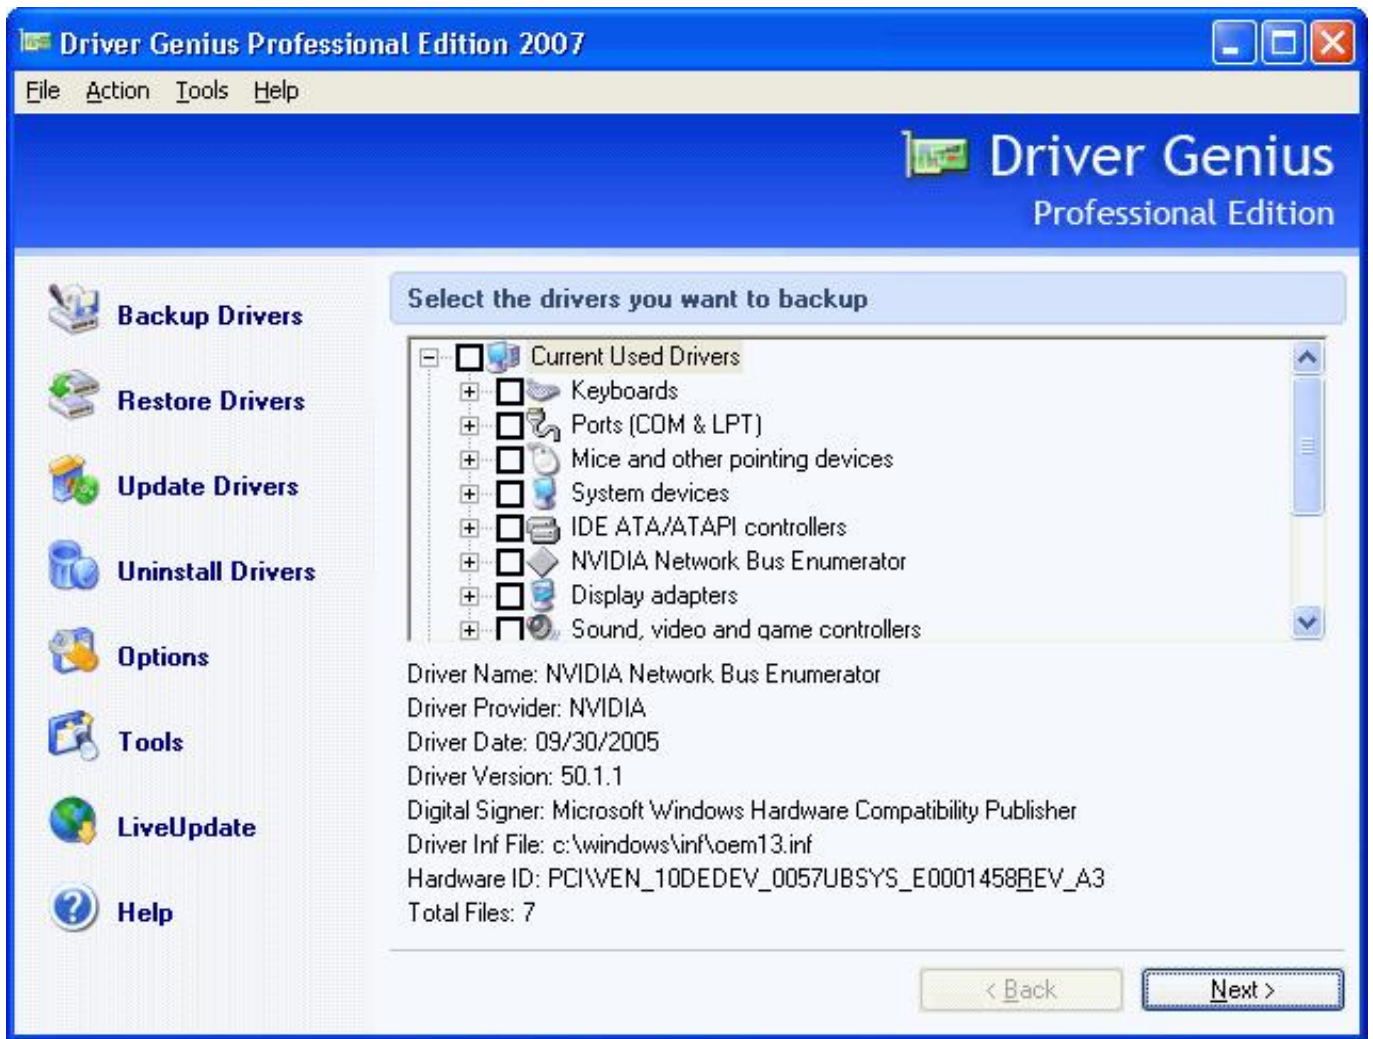 Driver Genius Professional Edition 2007
File Action Tools Help
Driver Genius
Professional Edition
Backup Drivers
Restore Drivers
Update Drivers
Uninstall Drivers
Options
Tools
LiveUpdate
Help
Select the drivers you want to backup
Current Used Drivers
Keyboards
Ports (COM & LPT)
Mice and other pointing devices
System devices
IDE ATA/ATAPI controllers
NVIDIA Network Bus Enumerator
Display adapters
Sound, video and game controllers
Driver Name: NVIDIA Network Bus Enumerator
Driver Provider: NVIDIA
Driver Date: 09/30/2005
Driver Version: 50.1.1
Digital Signer: Microsoft Windows Hardware Compatibility Publisher
Driver Inf File: c:\windows\inf\oem13.inf
Hardware ID: PCI\VEN_10DEDEV_0057UBSYS_E0001458REV_A3
Total Files: 7
< Back
Next >